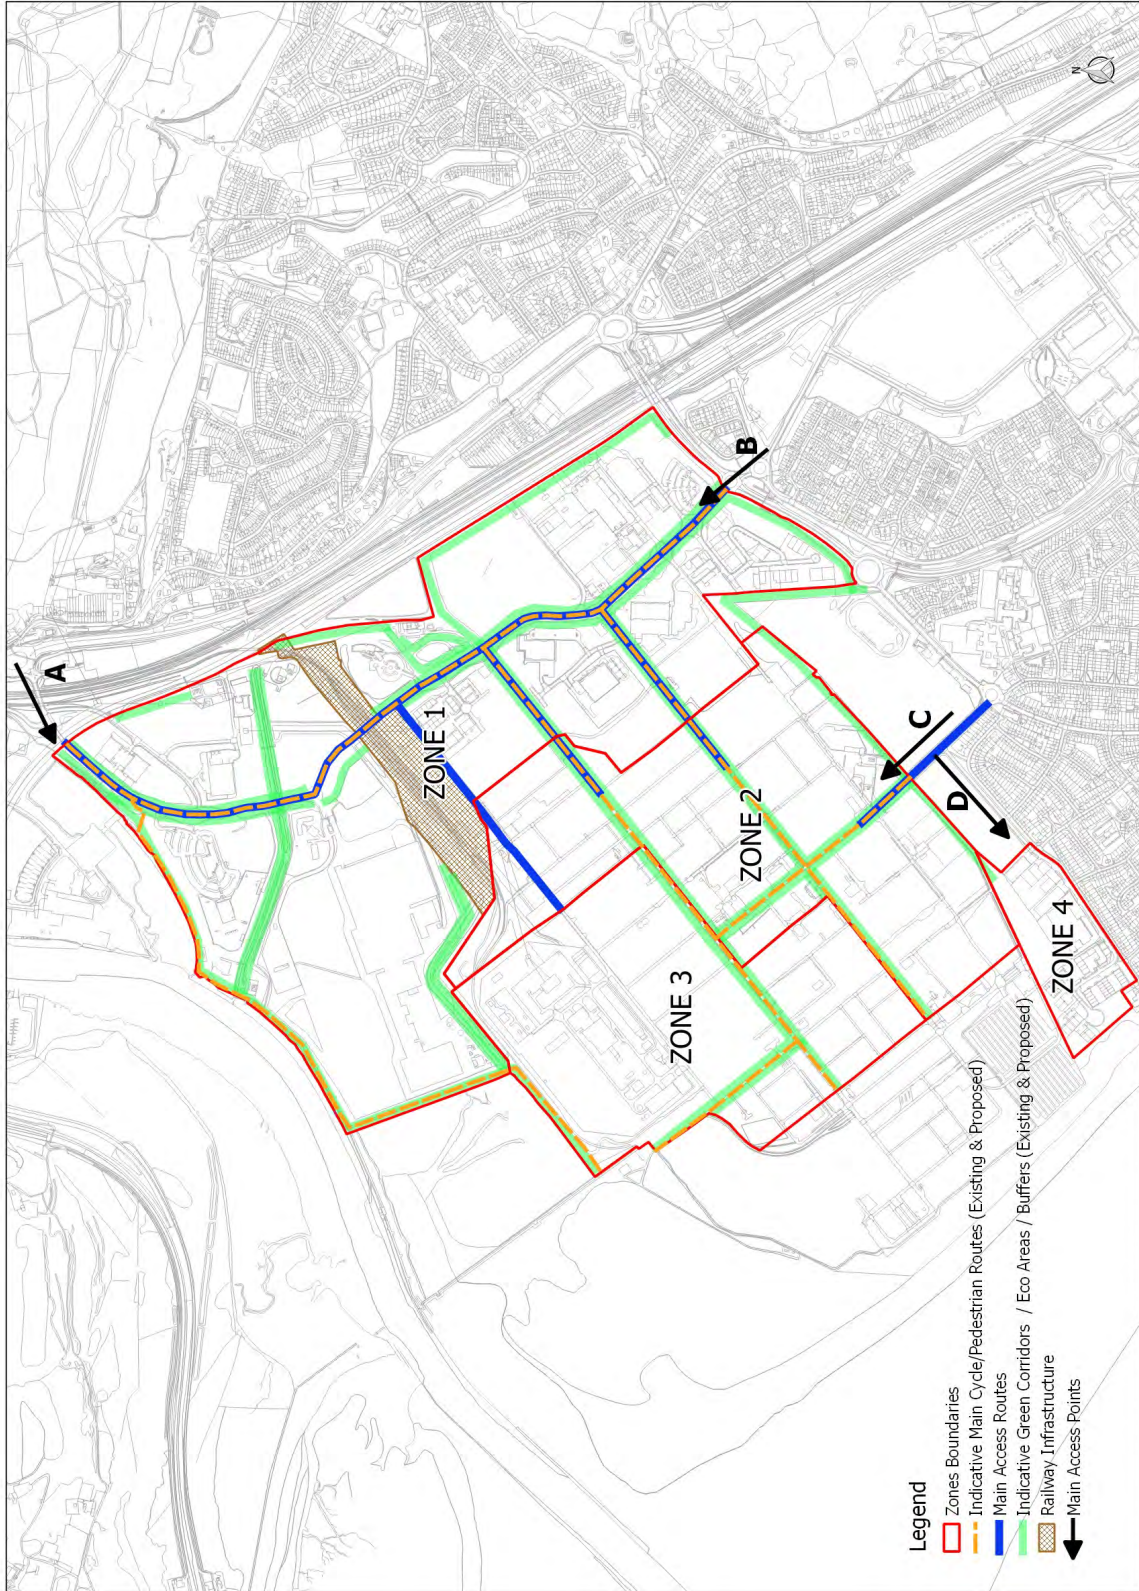 N
A
B
ZONE 1
C
D
ZONE 2
ZONE 3
ZONE 4
Legend
Zones Boundaries
Indicative Main Cycle/Pedestrian Routes (Existing & Proposed)
Main Access Routes
Indicative Green Corridors / Eco Areas / Buffers (Existing & Proposed)
Railway Infrastructure
Main Access Points